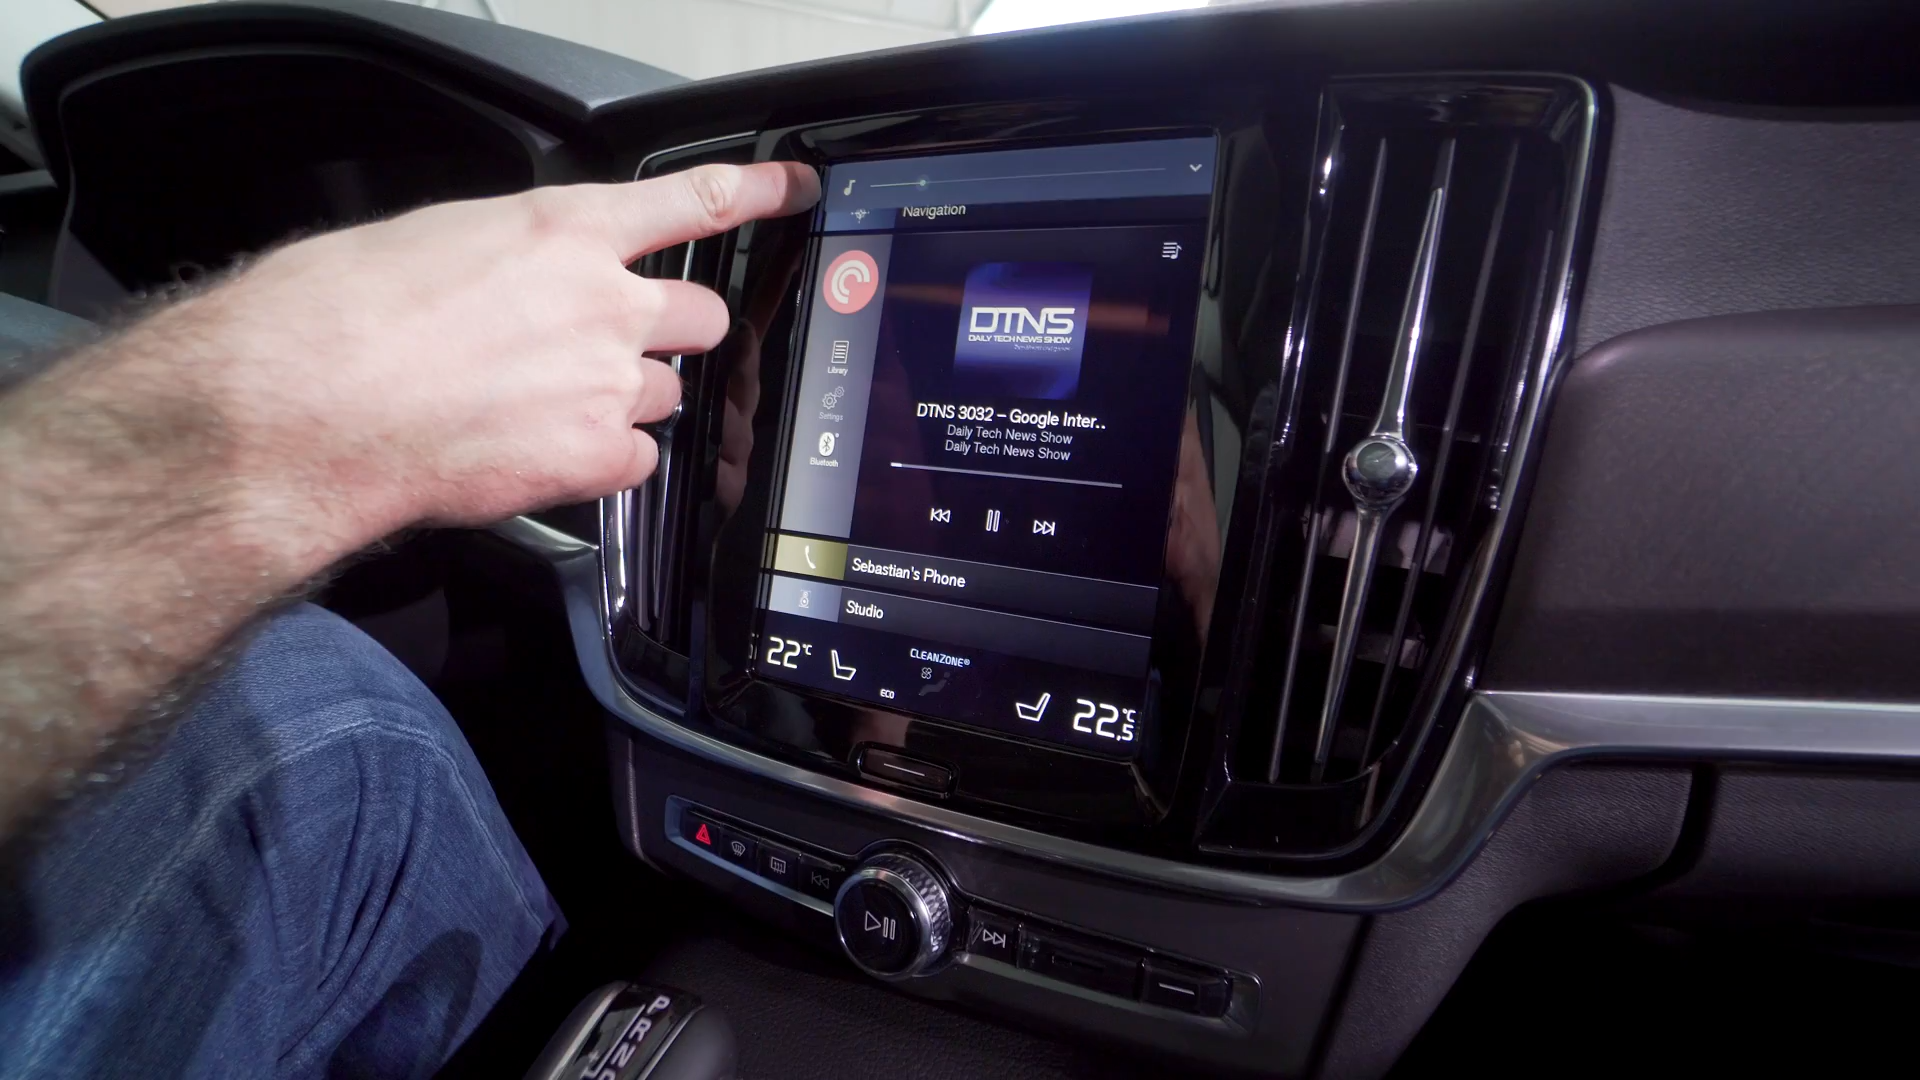 Navigation
DTNS
DAILY TECH NEWS SHOW
Library
Settings
Bluetooth
DTNS 3032 – Google Inter..
Daily Tech News Show
Daily Tech News Show
Sebastian's Phone
Studio
22°C
CLEANZONE®
ECO
22,5°C
P
R
N